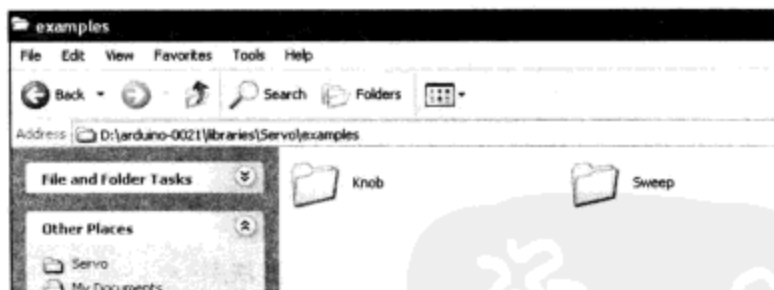 examples
File Edit View Favorites Tools Help
Back Search Folders
Address D:\arduino-0021\libraries\Servo\examples
File and Folder Tasks
Knob
Sweep
Other Places
Servo
My Documents